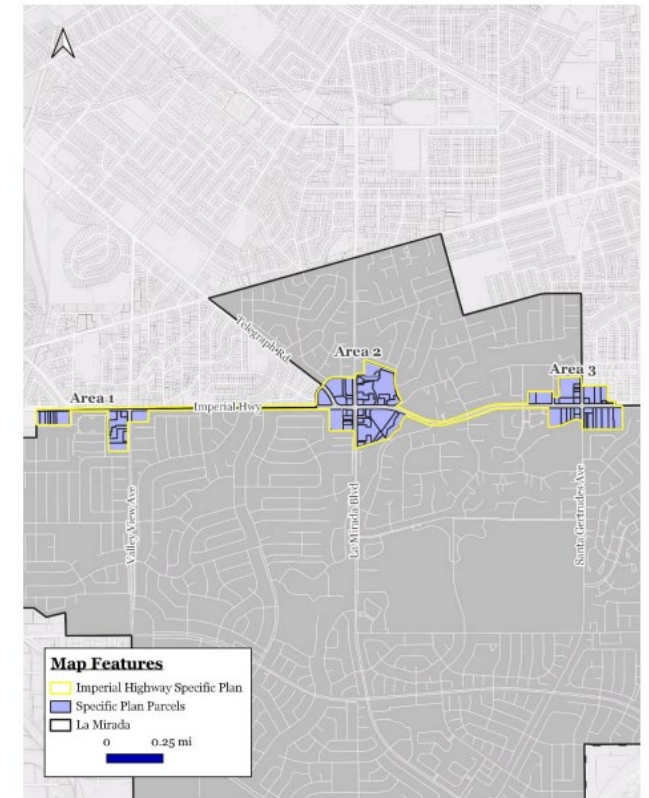 Telegraph Rd.
Area 2
Area 3
Area 1
Imperial Hwy
Valley View Ave
La Mirada Blvd
Santa Gertrudes Ave
Map Features
Imperial Highway Specific Plan
Specific Plan Parcels
La Mirada
0 0.25 mi